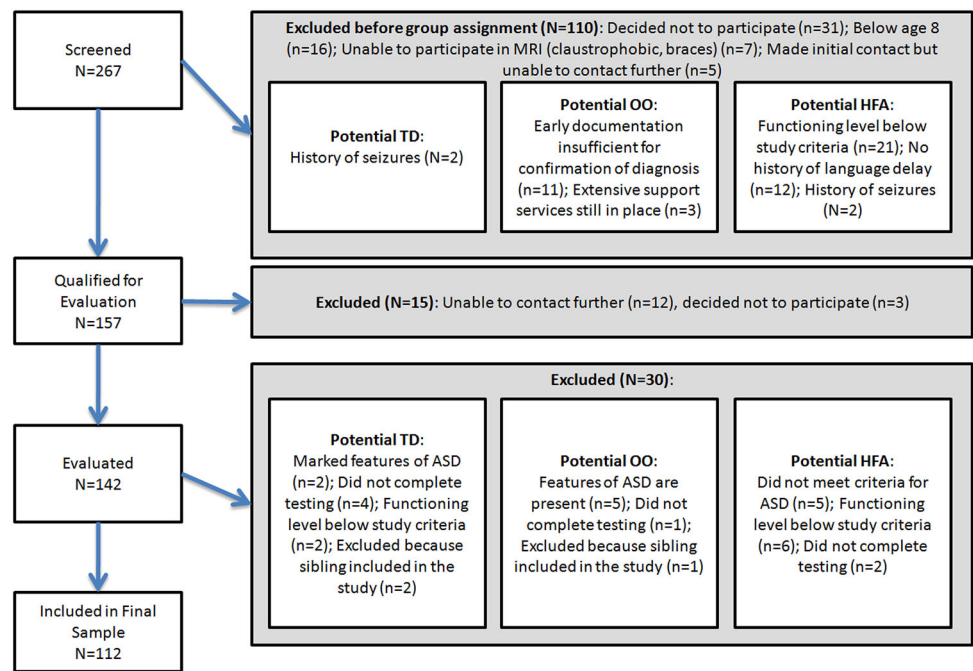 Screened
N=267
Excluded before group assignment (N=110): Decided not to participate (n=31); Below age 8
(n=16); Unable to participate in MRI (claustrophobic, braces) (n=7); Made initial contact but
unable to contact further (n=5)
Potential TD:
History of seizures (N=2)
Potential OO:
Early documentation
insufficient for
confirmation of diagnosis
(n=11); Extensive support
services still in place (n=3)
Potential HFA:
Functioning level below
study criteria (n=21); No
history of language delay
(n=12); History of seizures
(N=2)
Qualified for
Evaluation
N=157
Excluded (N=15): Unable to contact further (n=12), decided not to participate (n=3)
Evaluated
N=142
Excluded (N=30):
Potential TD:
Marked features of ASD
(n=2); Did not complete
testing (n=4); Functioning
level below study criteria
(n=2); Excluded because
sibling included in the
study (n=2)
Potential OO:
Features of ASD are
present (n=5); Did not
complete testing (n=1);
Excluded because sibling
included in the study (n=1)
Potential HFA:
Did not meet criteria for
ASD (n=5); Functioning
level below study criteria
(n=6); Did not complete
testing (n=2)
Included in Final
Sample
N=112